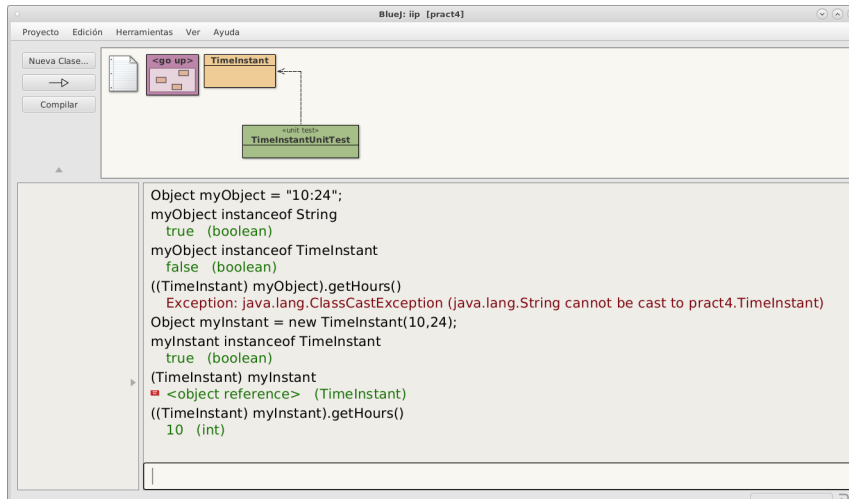 BlueJ: iip [pract4]
Proyecto Edición Herramientas Ver Ayuda
Nueva Clase...
Compilar
<go up>
TimeInstant
«unit test»
TimeInstantUnitTest
Object myObject = "10:24";
myObject instanceof String
true (boolean)
myObject instanceof TimeInstant
false (boolean)
((TimeInstant) myObject).getHours()
Exception: java.lang.ClassCastException (java.lang.String cannot be cast to pract4.TimeInstant)
Object myInstant = new TimeInstant(10,24);
myInstant instanceof TimeInstant
true (boolean)
(TimeInstant) myInstant
<object reference> (TimeInstant)
((TimeInstant) myInstant).getHours()
10 (int)